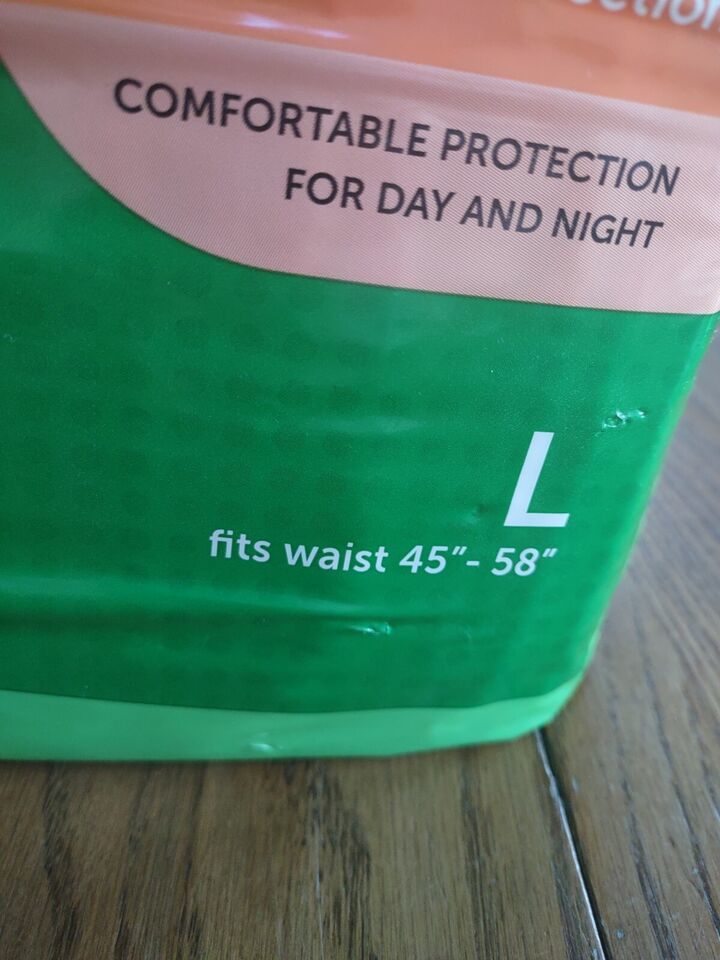 COMFORTABLE PROTECTION
FOR DAY AND NIGHT
L
fits waist 45”- 58”